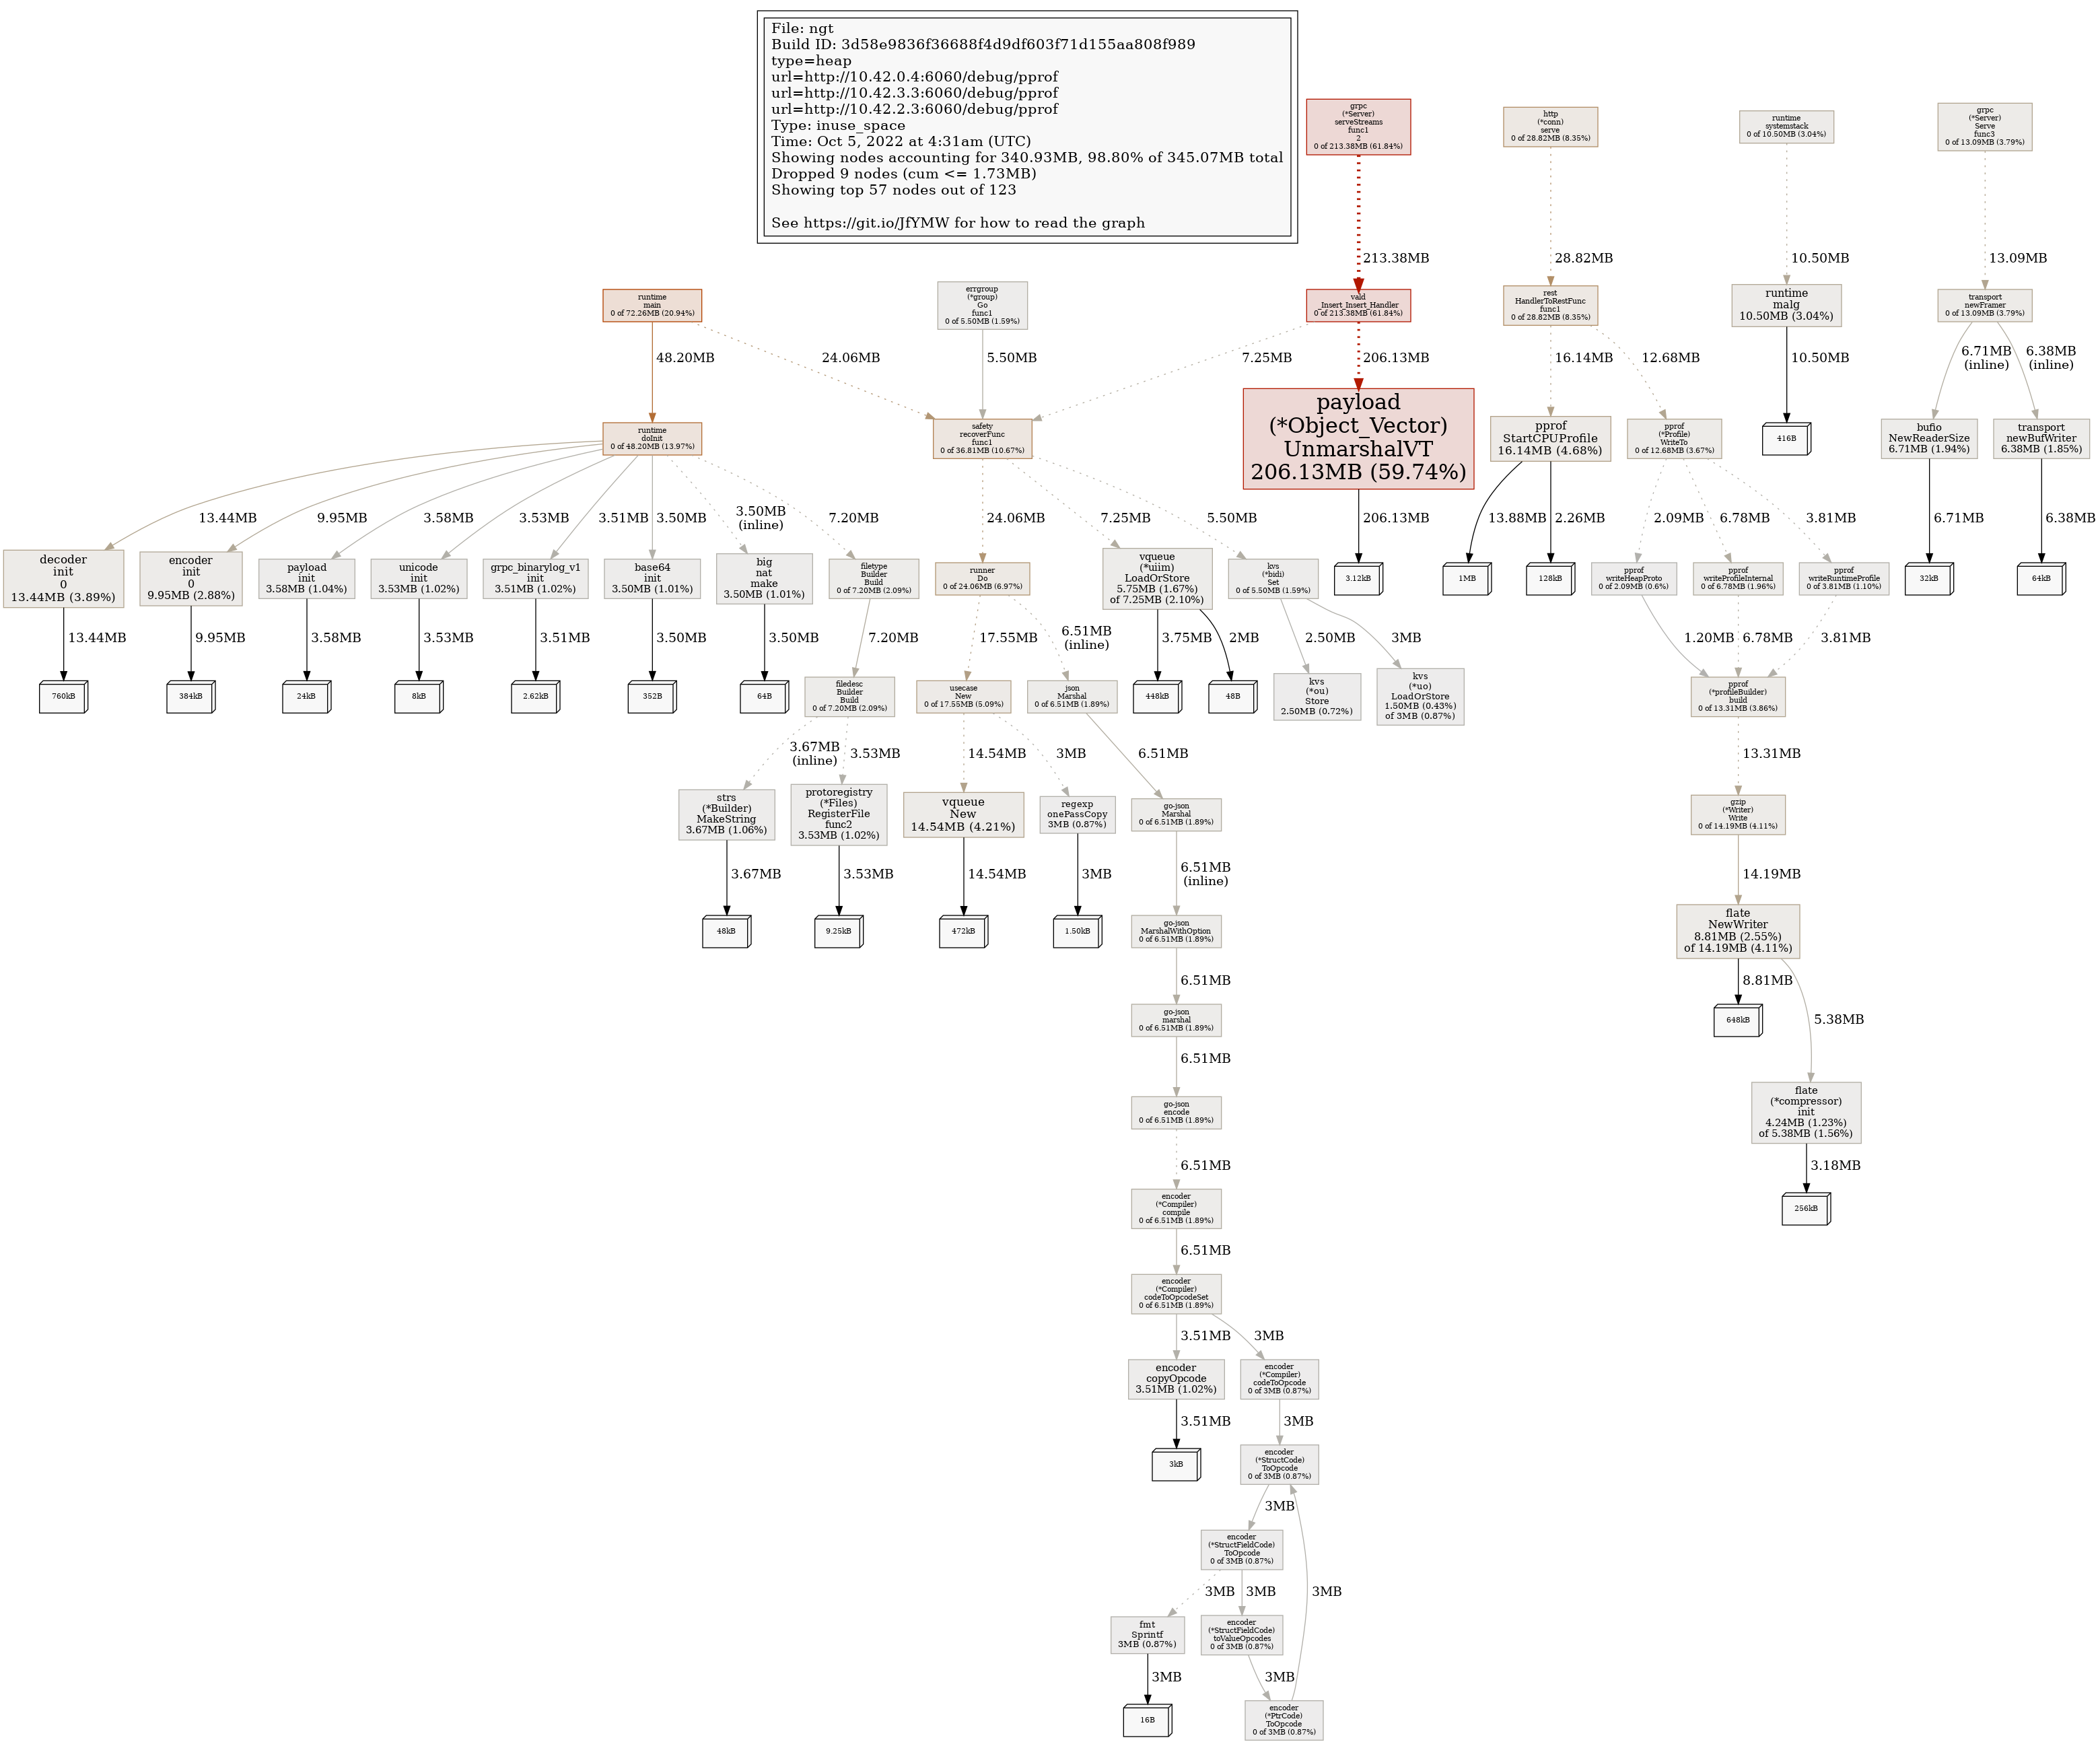 File: ngt
Build ID: 3d58e9836f36688f4d9df603f71d155aa808f989
type=heap
url=http://10.42.0.4:6060/debug/pprof
url=http://10.42.3.3:6060/debug/pprof
url=http://10.42.2.3:6060/debug/pprof
Type: inuse_space
Time: Oct 5, 2022 at 4:31am (UTC)
Showing nodes accounting for 340.93MB, 98.80% of 345.07MB total
Dropped 9 nodes (cum <= 1.73MB)
Showing top 57 nodes out of 123
See https://git.io/JfYMW for how to read the graph
grpc
(*Server)
serveStreams
func1
2
0 of 213.38MB (61.84%)
http
(*conn)
serve
0 of 28.82MB (8.35%)
runtime
systemstack
0 of 10.50MB (3.04%)
grpc
(*Server)
Serve
func3
0 of 13.09MB (3.79%)
213.38MB
28.82MB
10.50MB
13.09MB
runtime
main
0 of 72.26MB (20.94%)
errgroup
(*group)
Go
func1
0 of 5.50MB (1.59%)
vald
_Insert_Insert_Handler
0 of 213.38MB (61.84%)
rest
HandlerToRestFunc
func1
0 of 28.82MB (8.35%)
runtime
malg
10.50MB (3.04%)
transport
newFramer
0 of 13.09MB (3.79%)
48.20MB
24.06MB
5.50MB
7.25MB
206.13MB
16.14MB
12.68MB
10.50MB
6.71MB
(inline)
6.38MB
(inline)
runtime
doInit
0 of 48.20MB (13.97%)
safety
recoverFunc
func1
0 of 36.81MB (10.67%)
payload
(*Object_Vector)
UnmarshalVT
206.13MB (59.74%)
pprof
StartCPUProfile
16.14MB (4.68%)
pprof
(*Profile)
WriteTo
0 of 12.68MB (3.67%)
416B
bufio
NewReaderSize
6.71MB (1.94%)
transport
newBufWriter
6.38MB (1.85%)
13.44MB
9.95MB
3.58MB
3.53MB
3.51MB
3.50MB
3.50MB
(inline)
7.20MB
24.06MB
7.25MB
5.50MB
206.13MB
13.88MB
2.26MB
2.09MB
6.78MB
3.81MB
6.71MB
6.38MB
decoder
init
0
13.44MB (3.89%)
encoder
init
0
9.95MB (2.88%)
payload
init
3.58MB (1.04%)
unicode
init
3.53MB (1.02%)
grpc_binarylog_v1
init
3.51MB (1.02%)
base64
init
3.50MB (1.01%)
big
nat
make
3.50MB (1.01%)
filetype
Builder
Build
0 of 7.20MB (2.09%)
runner
Do
0 of 24.06MB (6.97%)
vqueue
(*uiim)
LoadOrStore
5.75MB (1.67%)
of 7.25MB (2.10%)
kvs
(*bidi)
Set
0 of 5.50MB (1.59%)
3.12kB
1MB
128kB
pprof
writeHeapProto
0 of 2.09MB (0.6%)
pprof
writeProfileInternal
0 of 6.78MB (1.96%)
pprof
writeRuntimeProfile
0 of 3.81MB (1.10%)
32kB
64kB
13.44MB
9.95MB
3.58MB
3.53MB
3.51MB
3.50MB
3.50MB
7.20MB
17.55MB
6.51MB
(inline)
3.75MB
2MB
2.50MB
3MB
1.20MB
6.78MB
3.81MB
760kB
384kB
24kB
8kB
2.62kB
352B
64B
filedesc
Builder
Build
0 of 7.20MB (2.09%)
usecase
New
0 of 17.55MB (5.09%)
json
Marshal
0 of 6.51MB (1.89%)
448kB
48B
kvs
(*ou)
Store
2.50MB (0.72%)
kvs
(*uo)
LoadOrStore
1.50MB (0.43%)
of 3MB (0.87%)
pprof
(*profileBuilder)
build
0 of 13.31MB (3.86%)
3.67MB
(inline)
3.53MB
14.54MB
3MB
6.51MB
13.31MB
strs
(*Builder)
MakeString
3.67MB (1.06%)
protoregistry
(*Files)
RegisterFile
func2
3.53MB (1.02%)
vqueue
New
14.54MB (4.21%)
regexp
onePassCopy
3MB (0.87%)
go-json
Marshal
0 of 6.51MB (1.89%)
gzip
(*Writer)
Write
0 of 14.19MB (4.11%)
3.67MB
3.53MB
14.54MB
3MB
6.51MB
(inline)
14.19MB
48kB
9.25kB
472kB
1.50kB
go-json
MarshalWithOption
0 of 6.51MB (1.89%)
flate
NewWriter
8.81MB (2.55%)
of 14.19MB (4.11%)
6.51MB
8.81MB
go-json
marshal
0 of 6.51MB (1.89%)
648kB
5.38MB
6.51MB
go-json
encode
0 of 6.51MB (1.89%)
flate
(*compressor)
init
4.24MB (1.23%)
of 5.38MB (1.56%)
6.51MB
3.18MB
encoder
(*Compiler)
compile
0 of 6.51MB (1.89%)
256kB
6.51MB
encoder
(*Compiler)
codeToOpcodeSet
0 of 6.51MB (1.89%)
3.51MB
3MB
encoder
copyOpcode
3.51MB (1.02%)
encoder
(*Compiler)
codeToOpcode
0 of 3MB (0.87%)
3.51MB
3MB
3kB
encoder
(*StructCode)
ToOpcode
0 of 3MB (0.87%)
3MB
encoder
(*StructFieldCode)
ToOpcode
0 of 3MB (0.87%)
3MB
3MB
3MB
fmt
Sprintf
3MB (0.87%)
encoder
(*StructFieldCode)
toValueOpcodes
0 of 3MB (0.87%)
3MB
3MB
16B
encoder
(*PtrCode)
ToOpcode
0 of 3MB (0.87%)